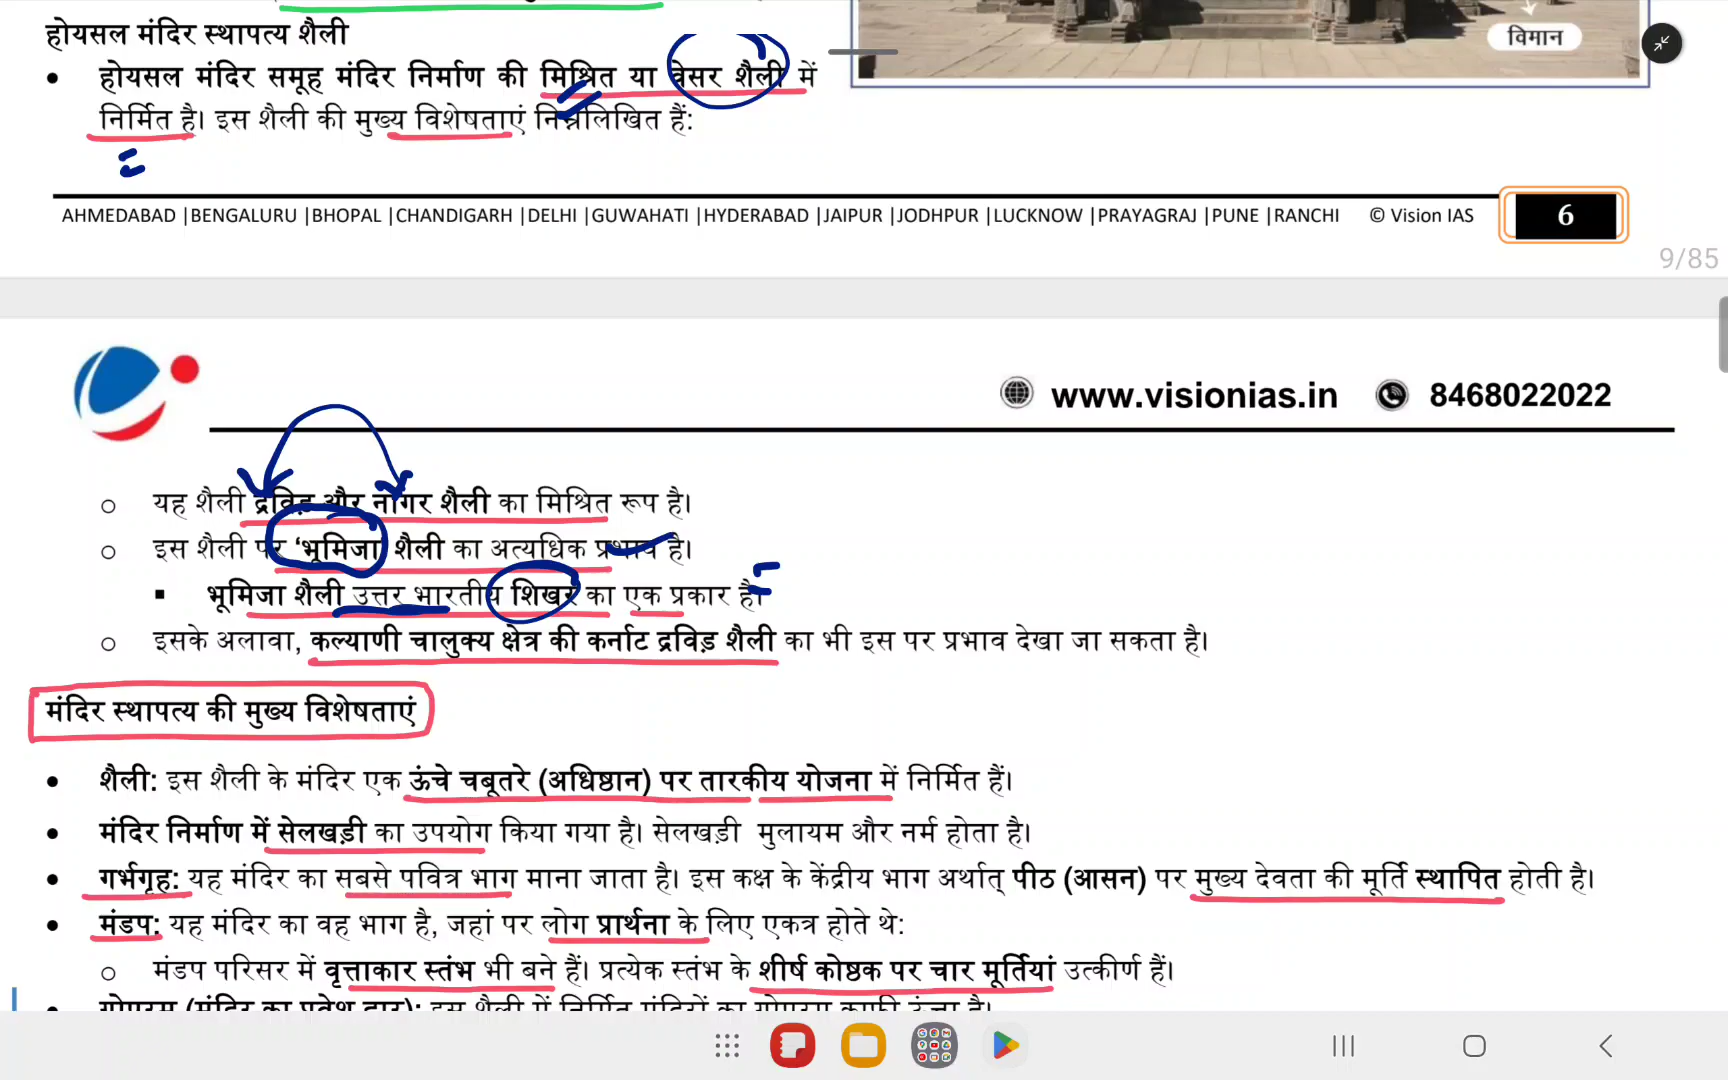 होयसल मंदिर स्थापत्य शैली
विमान
• होयसल मंदिर समूह मंदिर निर्माण की मिश्रित या वेसर शैली में
निर्मित है। इस शैली की मुख्य विशेषताएं निम्नलिखित हैं:
AHMEDABAD |BENGALURU |BHOPAL |CHANDIGARH |DELHI |GUWAHATI |HYDERABAD |JAIPUR |JODHPUR |LUCKNOW |PRAYAGRAJ |PUNE |RANCHI © Vision IAS 6
9/85
www.visionias.in 8468022022
o यह शैली द्रविड़ और नागर शैली का मिश्रित रूप है।
o इस शैली पर 'भूमिजा' शैली का अत्यधिक प्रभाव है।
▪ भूमिजा शैली उत्तर भारतीय शिखर का एक प्रकार है।
o इसके अलावा, कल्याणी चालुक्य क्षेत्र की कर्नाट द्रविड़ शैली का भी इस पर प्रभाव देखा जा सकता है।
मंदिर स्थापत्य की मुख्य विशेषताएं
• शैली: इस शैली के मंदिर एक ऊंचे चबूतरे (अधिष्ठान) पर तारकीय योजना में निर्मित हैं।
• मंदिर निर्माण में सेलखड़ी का उपयोग किया गया है। सेलखड़ी मुलायम और नर्म होता है।
• गर्भगृह: यह मंदिर का सबसे पवित्र भाग माना जाता है। इस कक्ष के केंद्रीय भाग अर्थात् पीठ (आसन) पर मुख्य देवता की मूर्ति स्थापित होती है।
• मंडप: यह मंदिर का वह भाग है, जहां पर लोग प्रार्थना के लिए एकत्र होते थे:
o मंडप परिसर में वृत्ताकार स्तंभ भी बने हैं। प्रत्येक स्तंभ के शीर्ष कोष्ठक पर चार मूर्तियां उत्कीर्ण हैं।
• गोपुरम (मंदिर का प्रवेश द्वार): इस शैली में निर्मित मंदिरों का गोपुरम काफी ऊंचा है।